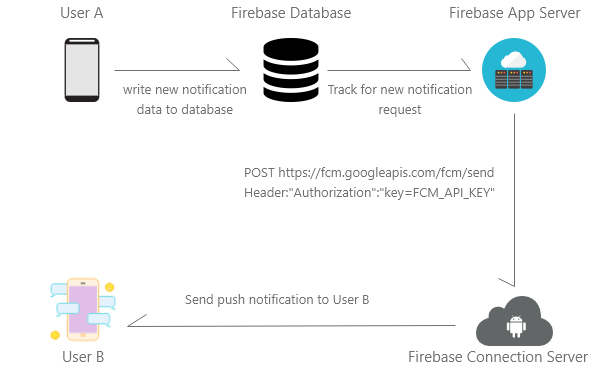 User A
Firebase Database
Firebase App Server
write new notification
data to database
Track for new notification
request
POST https://fcm.googleapis.com/fcm/send
Header:"Authorization":"key=FCM_API_KEY"
Send push notification to User B
User B
Firebase Connection Server